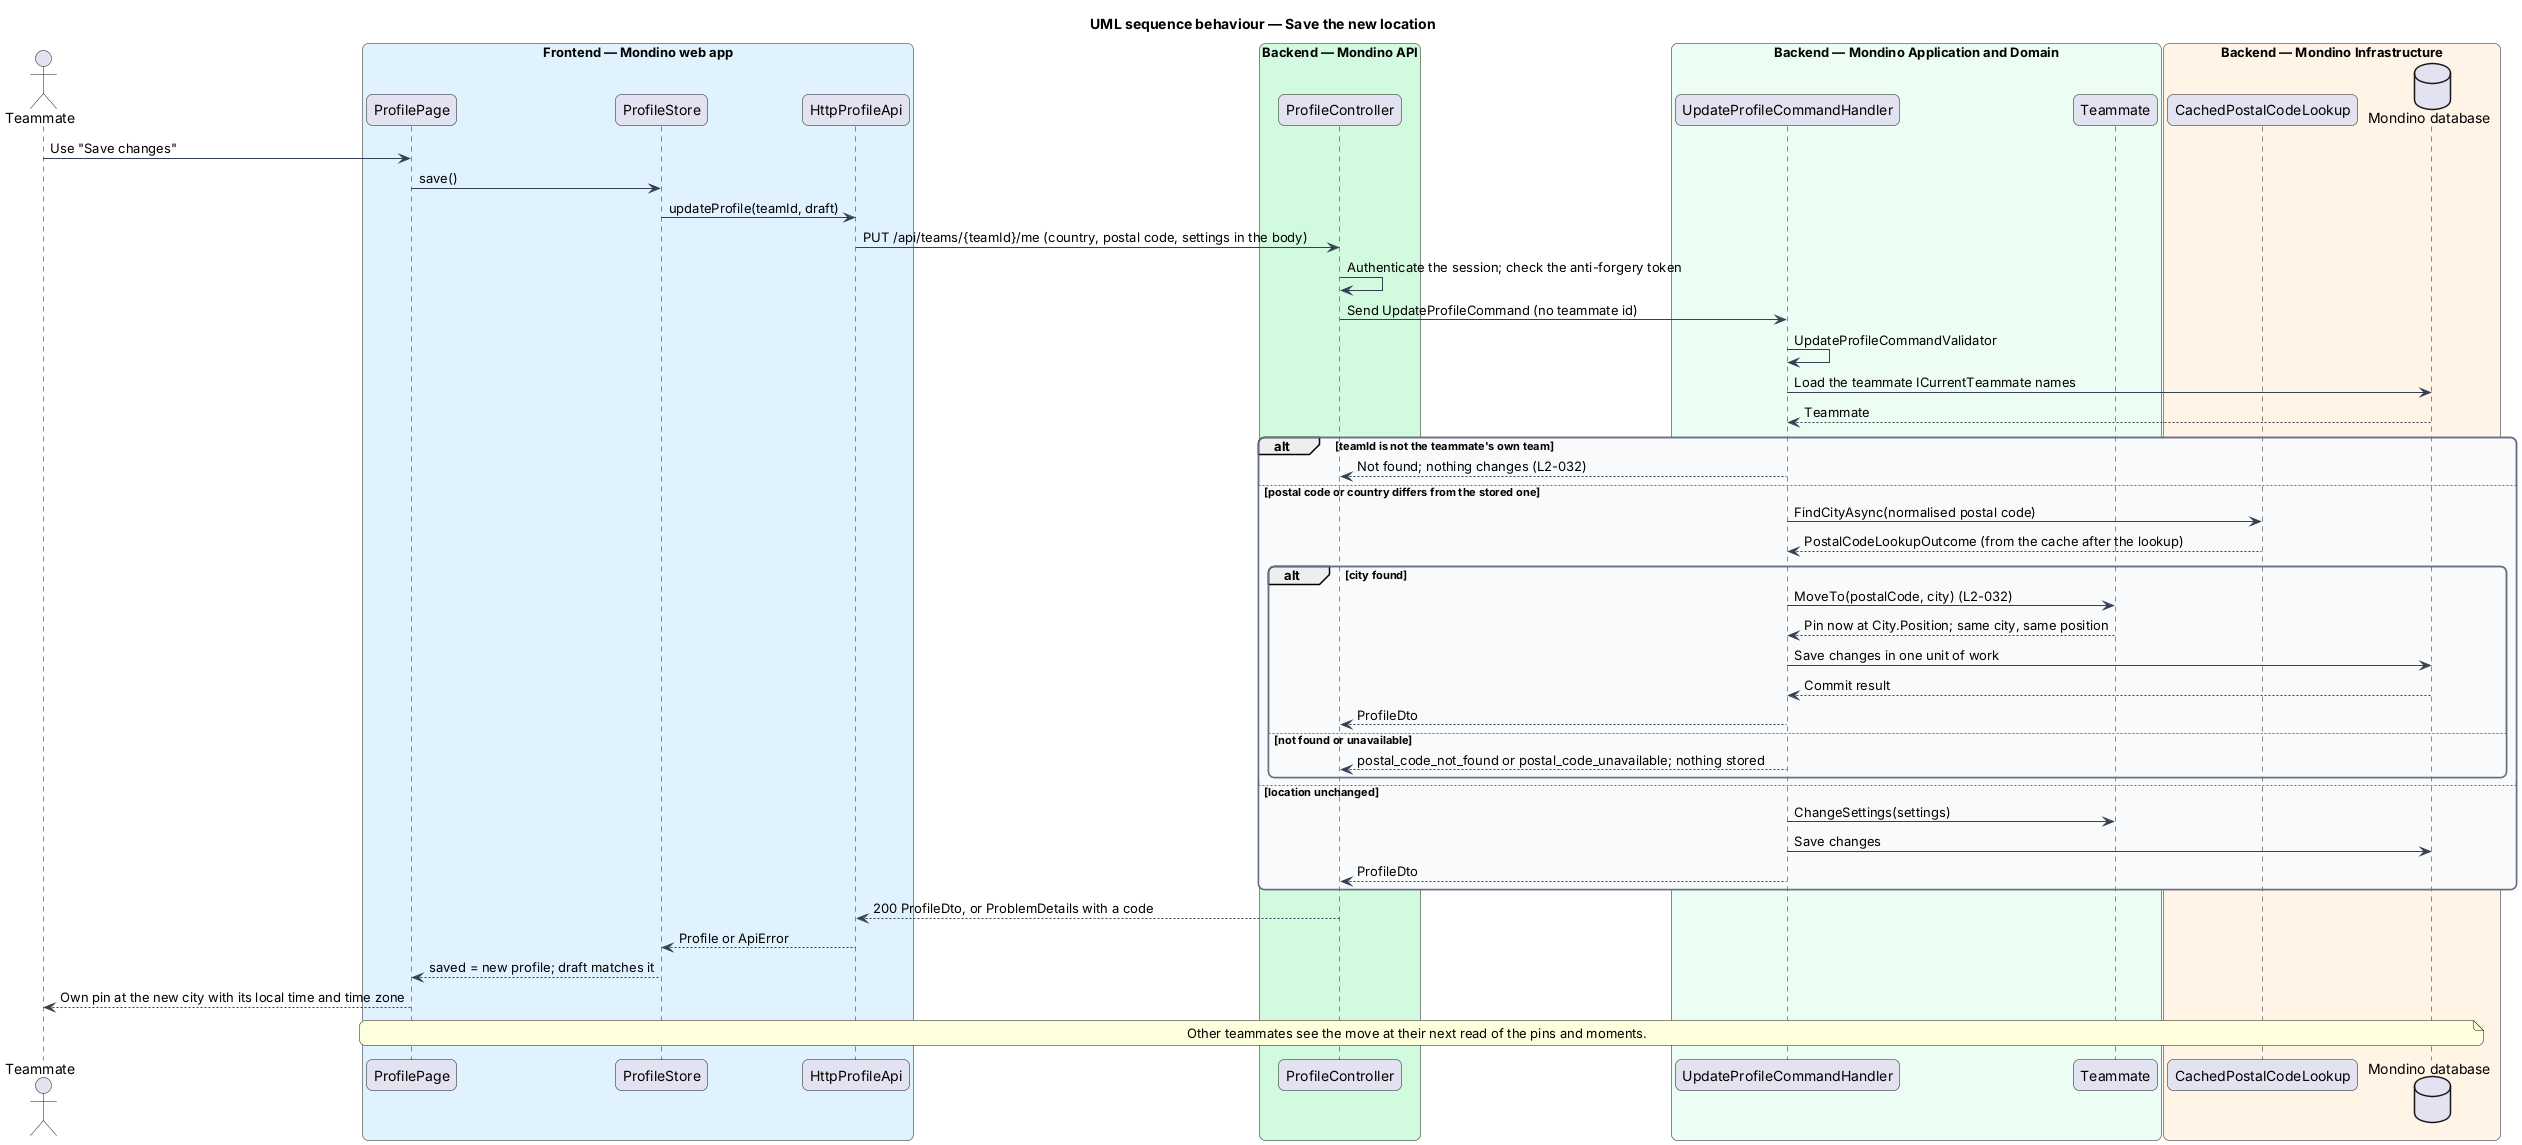 UML sequence behaviour — Save the new location
Frontend — Mondino web app
Backend — Mondino API
Backend — Mondino Application and Domain
Backend — Mondino Infrastructure
Teammate
ProfilePage
ProfileStore
HttpProfileApi
ProfileController
UpdateProfileCommandHandler
Teammate
CachedPostalCodeLookup
Mondino database
Use "Save changes"
save()
updateProfile(teamId, draft)
PUT /api/teams/{teamId}/me (country, postal code, settings in the body)
Authenticate the session; check the anti-forgery token
Send UpdateProfileCommand (no teammate id)
UpdateProfileCommandValidator
Load the teammate ICurrentTeammate names
Teammate
alt [teamId is not the teammate's own team]
Not found; nothing changes (L2-032)
[postal code or country differs from the stored one]
FindCityAsync(normalised postal code)
PostalCodeLookupOutcome (from the cache after the lookup)
alt [city found]
MoveTo(postalCode, city) (L2-032)
Pin now at City.Position; same city, same position
Save changes in one unit of work
Commit result
ProfileDto
[not found or unavailable]
postal_code_not_found or postal_code_unavailable; nothing stored
[location unchanged]
ChangeSettings(settings)
Save changes
ProfileDto
200 ProfileDto, or ProblemDetails with a code
Profile or ApiError
saved = new profile; draft matches it
Own pin at the new city with its local time and time zone
Other teammates see the move at their next read of the pins and moments.
Teammate
ProfilePage
ProfileStore
HttpProfileApi
ProfileController
UpdateProfileCommandHandler
Teammate
CachedPostalCodeLookup
Mondino database